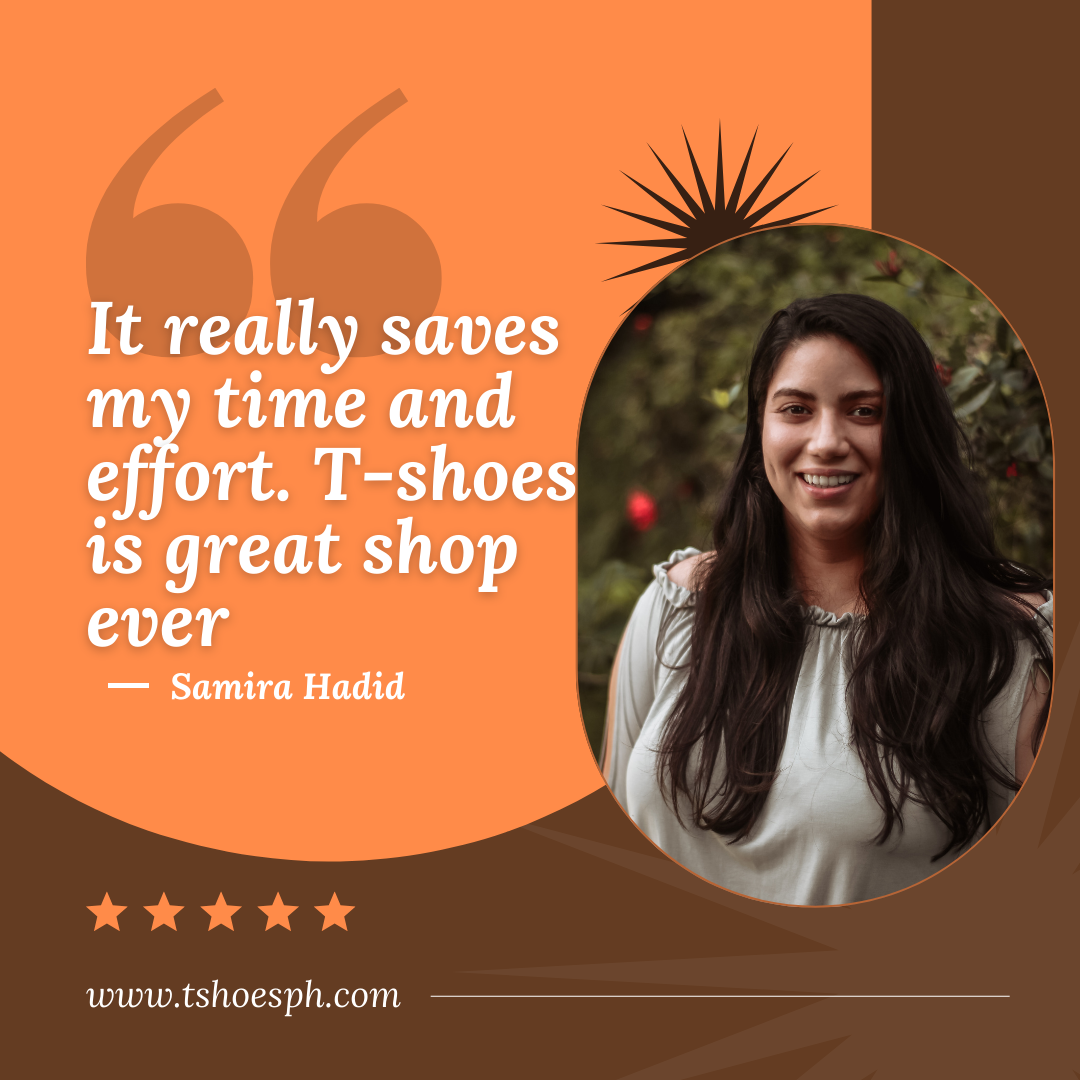 It really saves
my time and
effort. T-shoes
is great shop
ever
— Samira Hadid
www.tshoesph.com